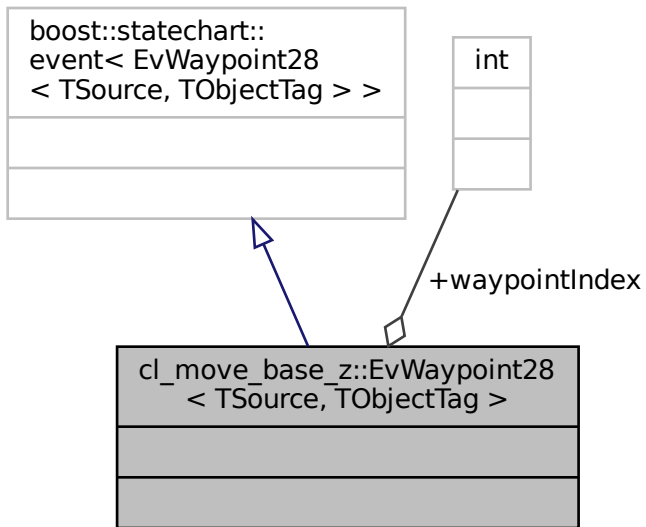 boost::statechart::
event< EvWaypoint28
< TSource, TObjectTag > >
int
+waypointIndex
cl_move_base_z::EvWaypoint28
< TSource, TObjectTag >